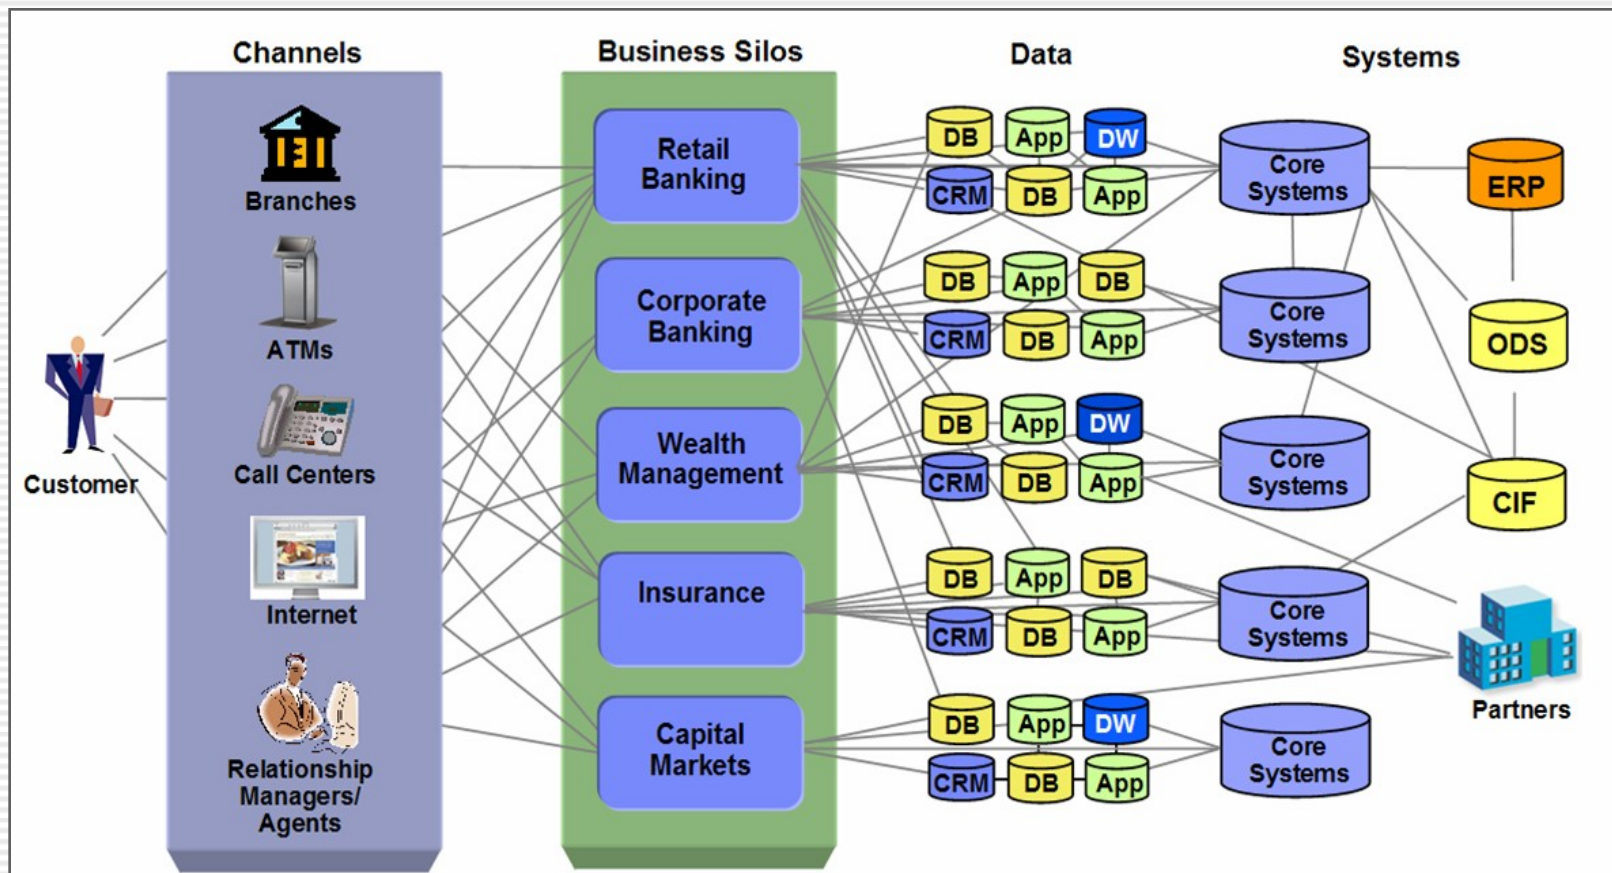 Channels
Business Silos
Data
Systems
Customer
Branches
ATMs
Call Centers
Internet
Relationship
Managers/
Agents
Retail
Banking
Corporate
Banking
Wealth
Management
Insurance
Capital
Markets
DB App DW
CRM DB App
DB App DB
CRM DB App
DB App DW
CRM DB App
DB App DB
CRM DB App
DB App DW
CRM DB App
Core
Systems
Core
Systems
Core
Systems
Core
Systems
Core
Systems
ERP
ODS
CIF
Partners